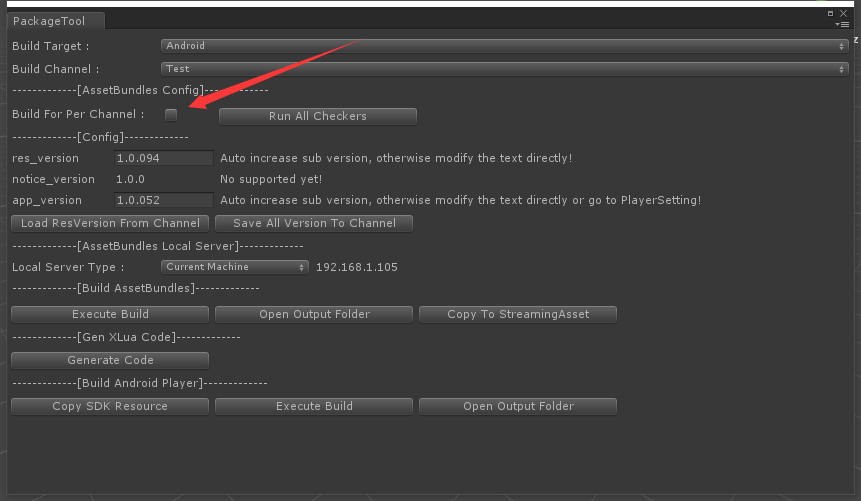 PackageTool
Build Target : Android
Build Channel : Test
-------------[AssetBundles Config]-------------
Build For Per Channel : Run All Checkers
-------------[Config]-------------
res_version 1.0.094 Auto increase sub version, otherwise modify the text directly!
notice_version 1.0.0 No supported yet!
app_version 1.0.052 Auto increase sub version, otherwise modify the text directly or go to PlayerSetting!
Load ResVersion From Channel Save All Version To Channel
-------------[AssetBundles Local Server]-------------
Local Server Type : Current Machine 192.168.1.105
-------------[Build AssetBundles]-------------
Execute Build Open Output Folder Copy To StreamingAsset
-------------[Gen XLua Code]-------------
Generate Code
-------------[Build Android Player]-------------
Copy SDK Resource Execute Build Open Output Folder